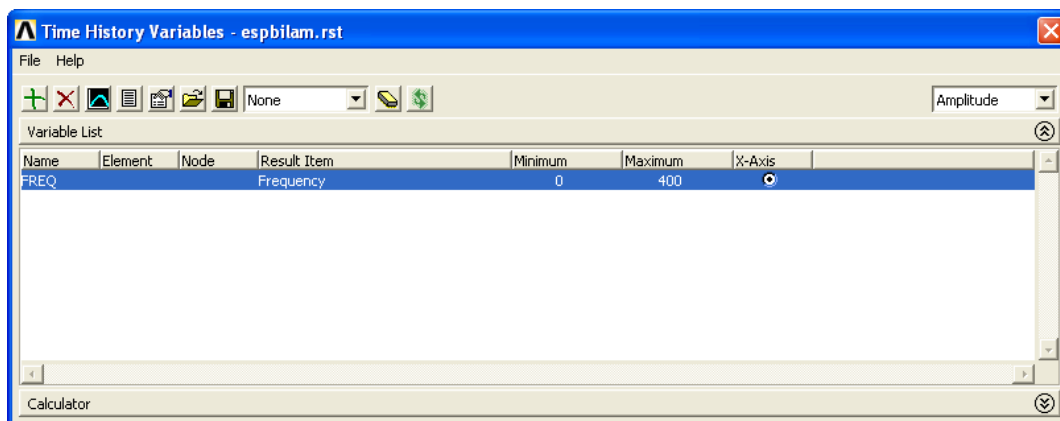 Time History Variables - espbilam.rst
File Help
None Amplitude
Variable List
Name Element Node Result Item Minimum Maximum X-Axis
FREQ Frequency 0 400
Calculator